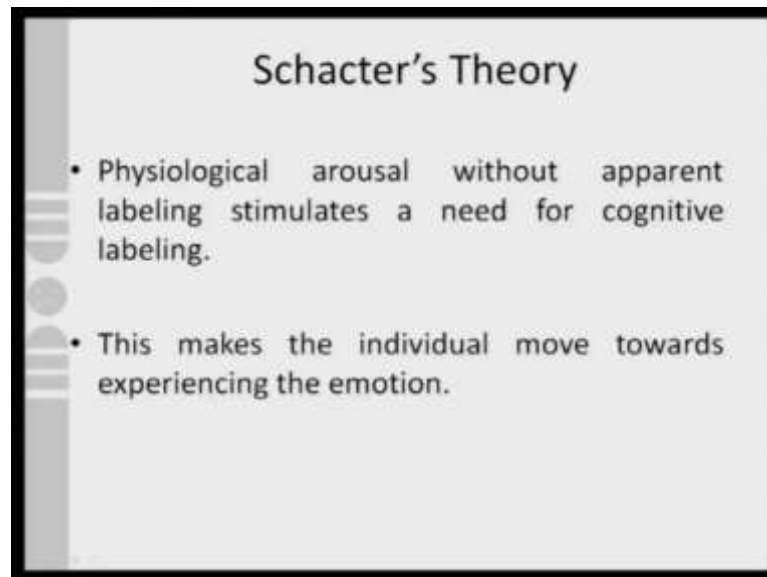 Schacter's Theory
• Physiological arousal without apparent
labeling stimulates a need for cognitive
labeling.
• This makes the individual move towards
experiencing the emotion.